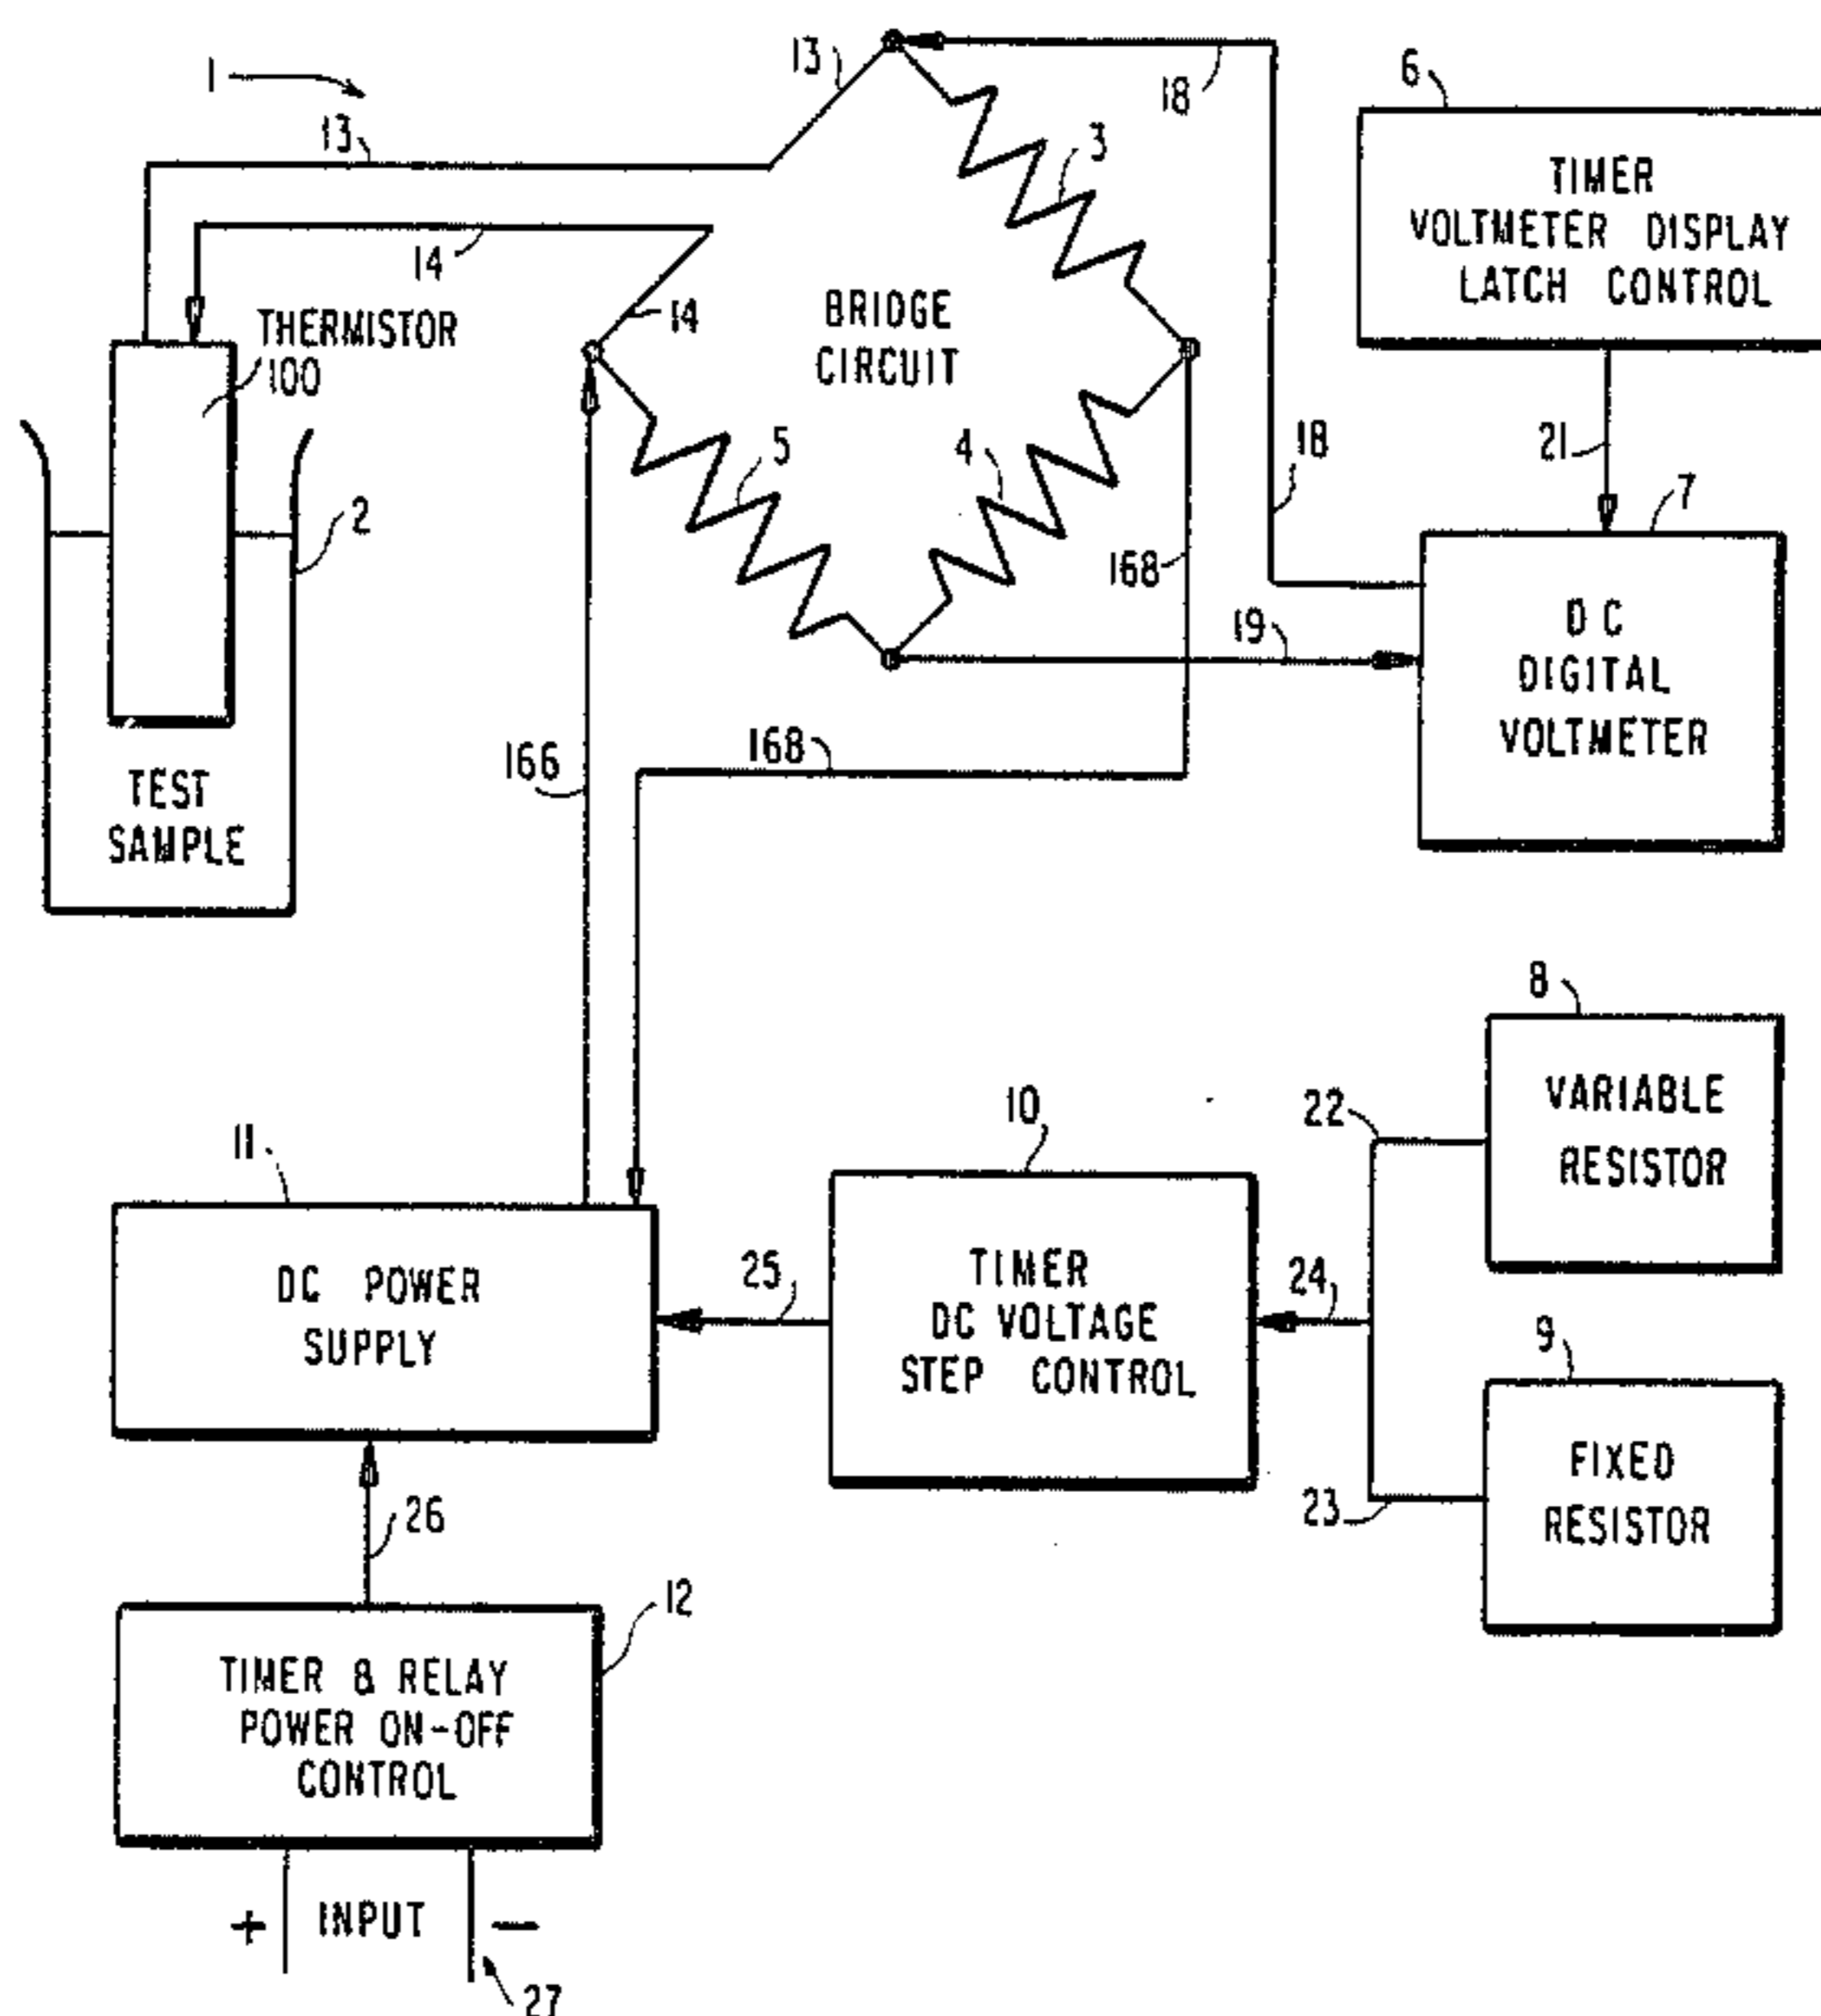 1
13
13
18
6
3
TIMER
VOLTMETER DISPLAY
LATCH CONTROL
14
THERMISTOR
100
14
BRIDGE
CIRCUIT
18
21
7
2
5
4
168
19
DC
DIGITAL
VOLTMETER
TEST
SAMPLE
166
168
8
VARIABLE
RESISTOR
22
10
11
DC POWER
SUPPLY
25
TIMER
DC VOLTAGE
STEP CONTROL
24
9
FIXED
RESISTOR
23
26
12
TIMER & RELAY
POWER ON-OFF
CONTROL
+ INPUT -
27